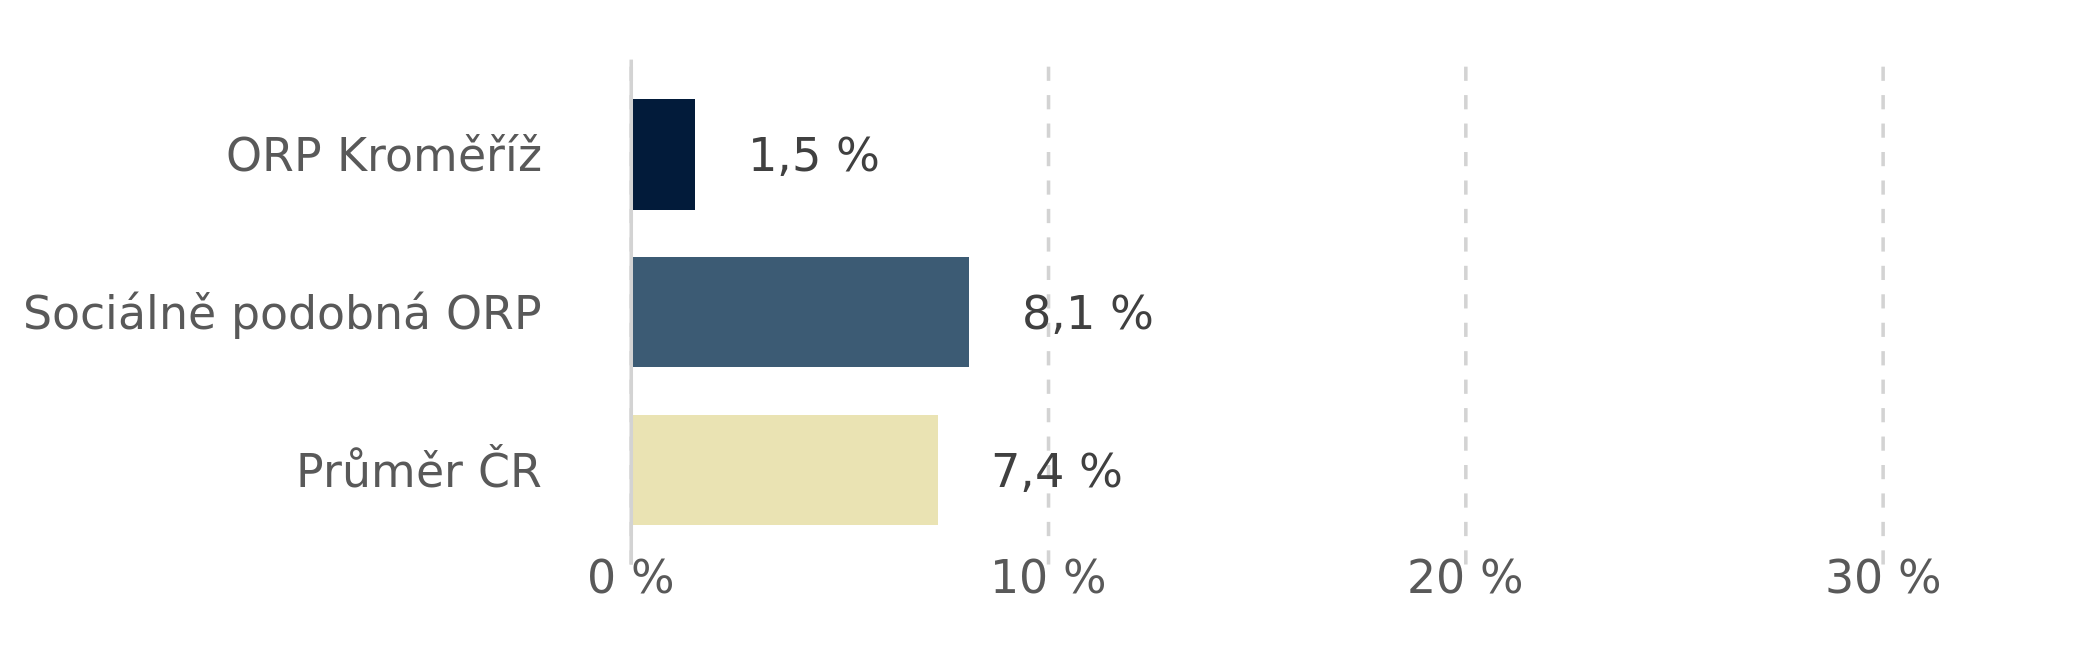 ORP Kroměříž
1,5 %
Sociálně podobná ORP
8,1 %
Průměr ČR
7,4 %
0 %
10 %
20 %
30 %